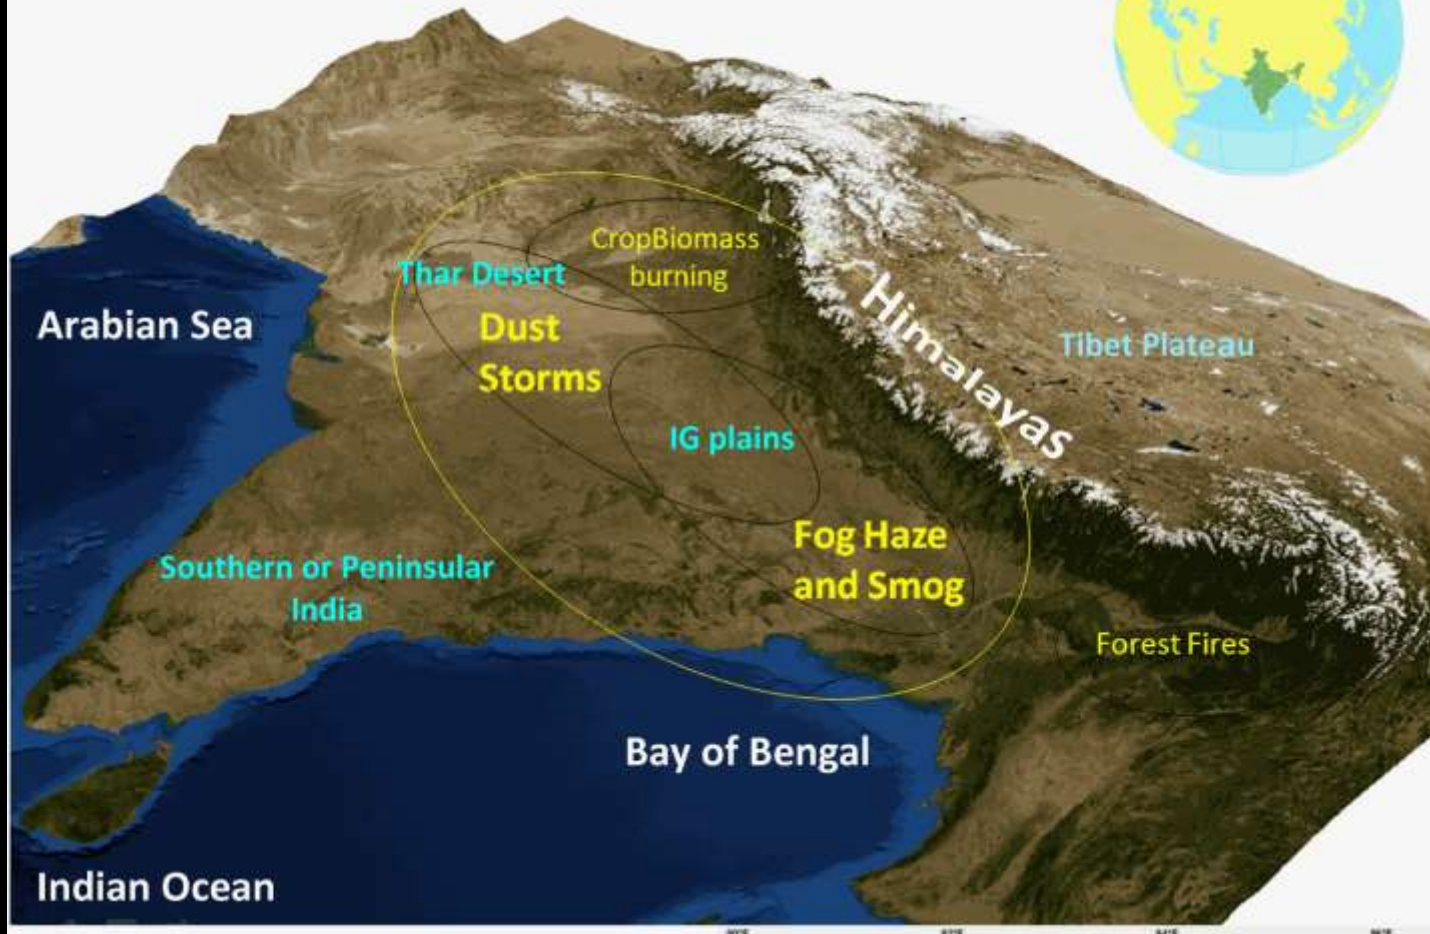 CropBiomass
burning
Thar Desert
Arabian Sea
Dust
Storms
Himalayas
Tibet Plateau
IG plains
Fog Haze
and Smog
Southern or Peninsular
India
Forest Fires
Bay of Bengal
Indian Ocean